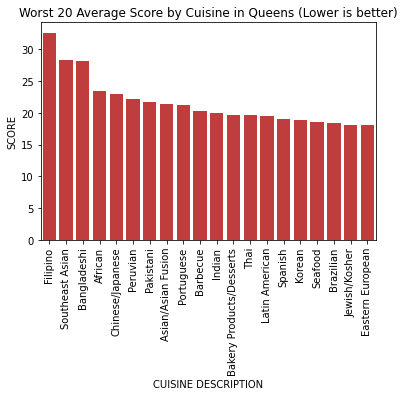 Worst 20 Average Score by Cuisine in Queens (Lower is better)
SCORE
30
25
20
15
10
5
0
Filipino
Southeast Asian
Bangladeshi
African
Chinese/Japanese
Peruvian
Pakistani
Asian/Asian Fusion
Portuguese
Barbecue
Indian
Bakery Products/Desserts
Thai
Latin American
Spanish
Korean
Seafood
Brazilian
Jewish/Kosher
Eastern European
CUISINE DESCRIPTION